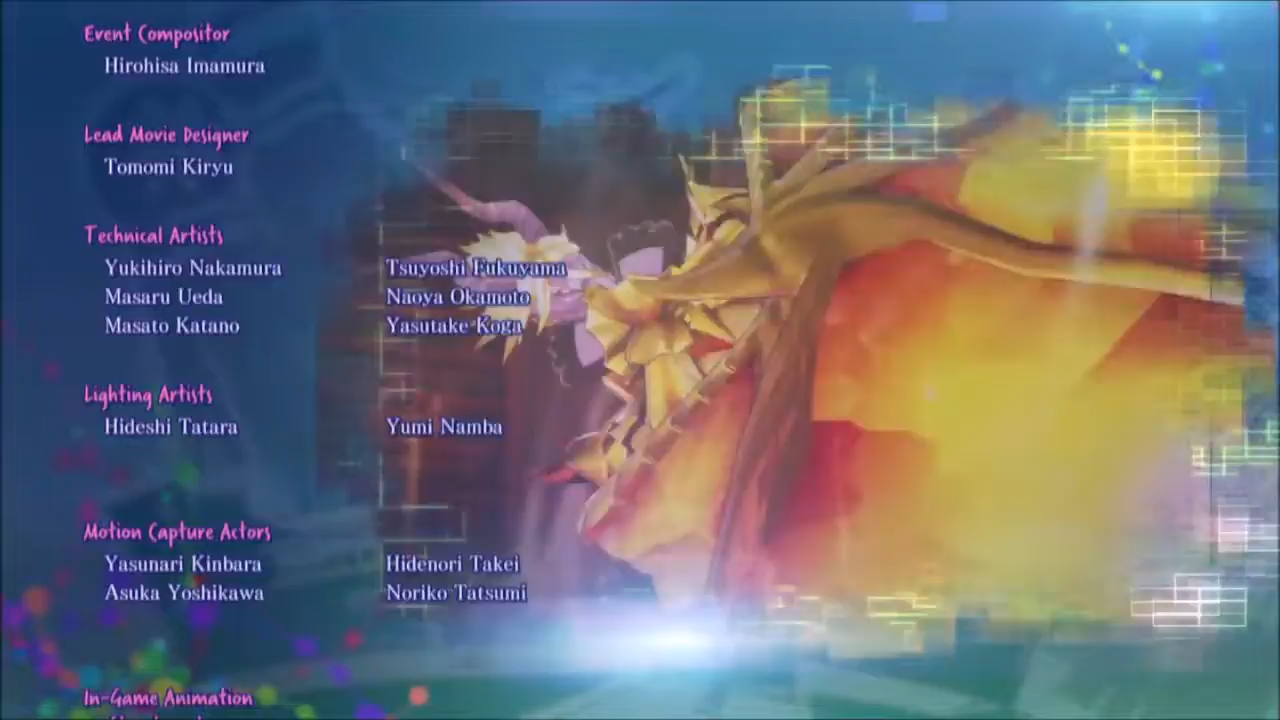 Event Compositor
Hirohisa Imamura
Lead Movie Designer
Tomomi Kiryu
Technical Artists
Yukihiro Nakamura Tsuyoshi Fukuyama
Masaru Ueda Naoya Okamoto
Masato Katano Yasutake Koga
Lighting Artists
Hideshi Tatara Yumi Namba
Motion Capture Actors
Yasunari Kinbara Hidenori Takei
Asuka Yoshikawa Noriko Tatsumi
In-Game Animation